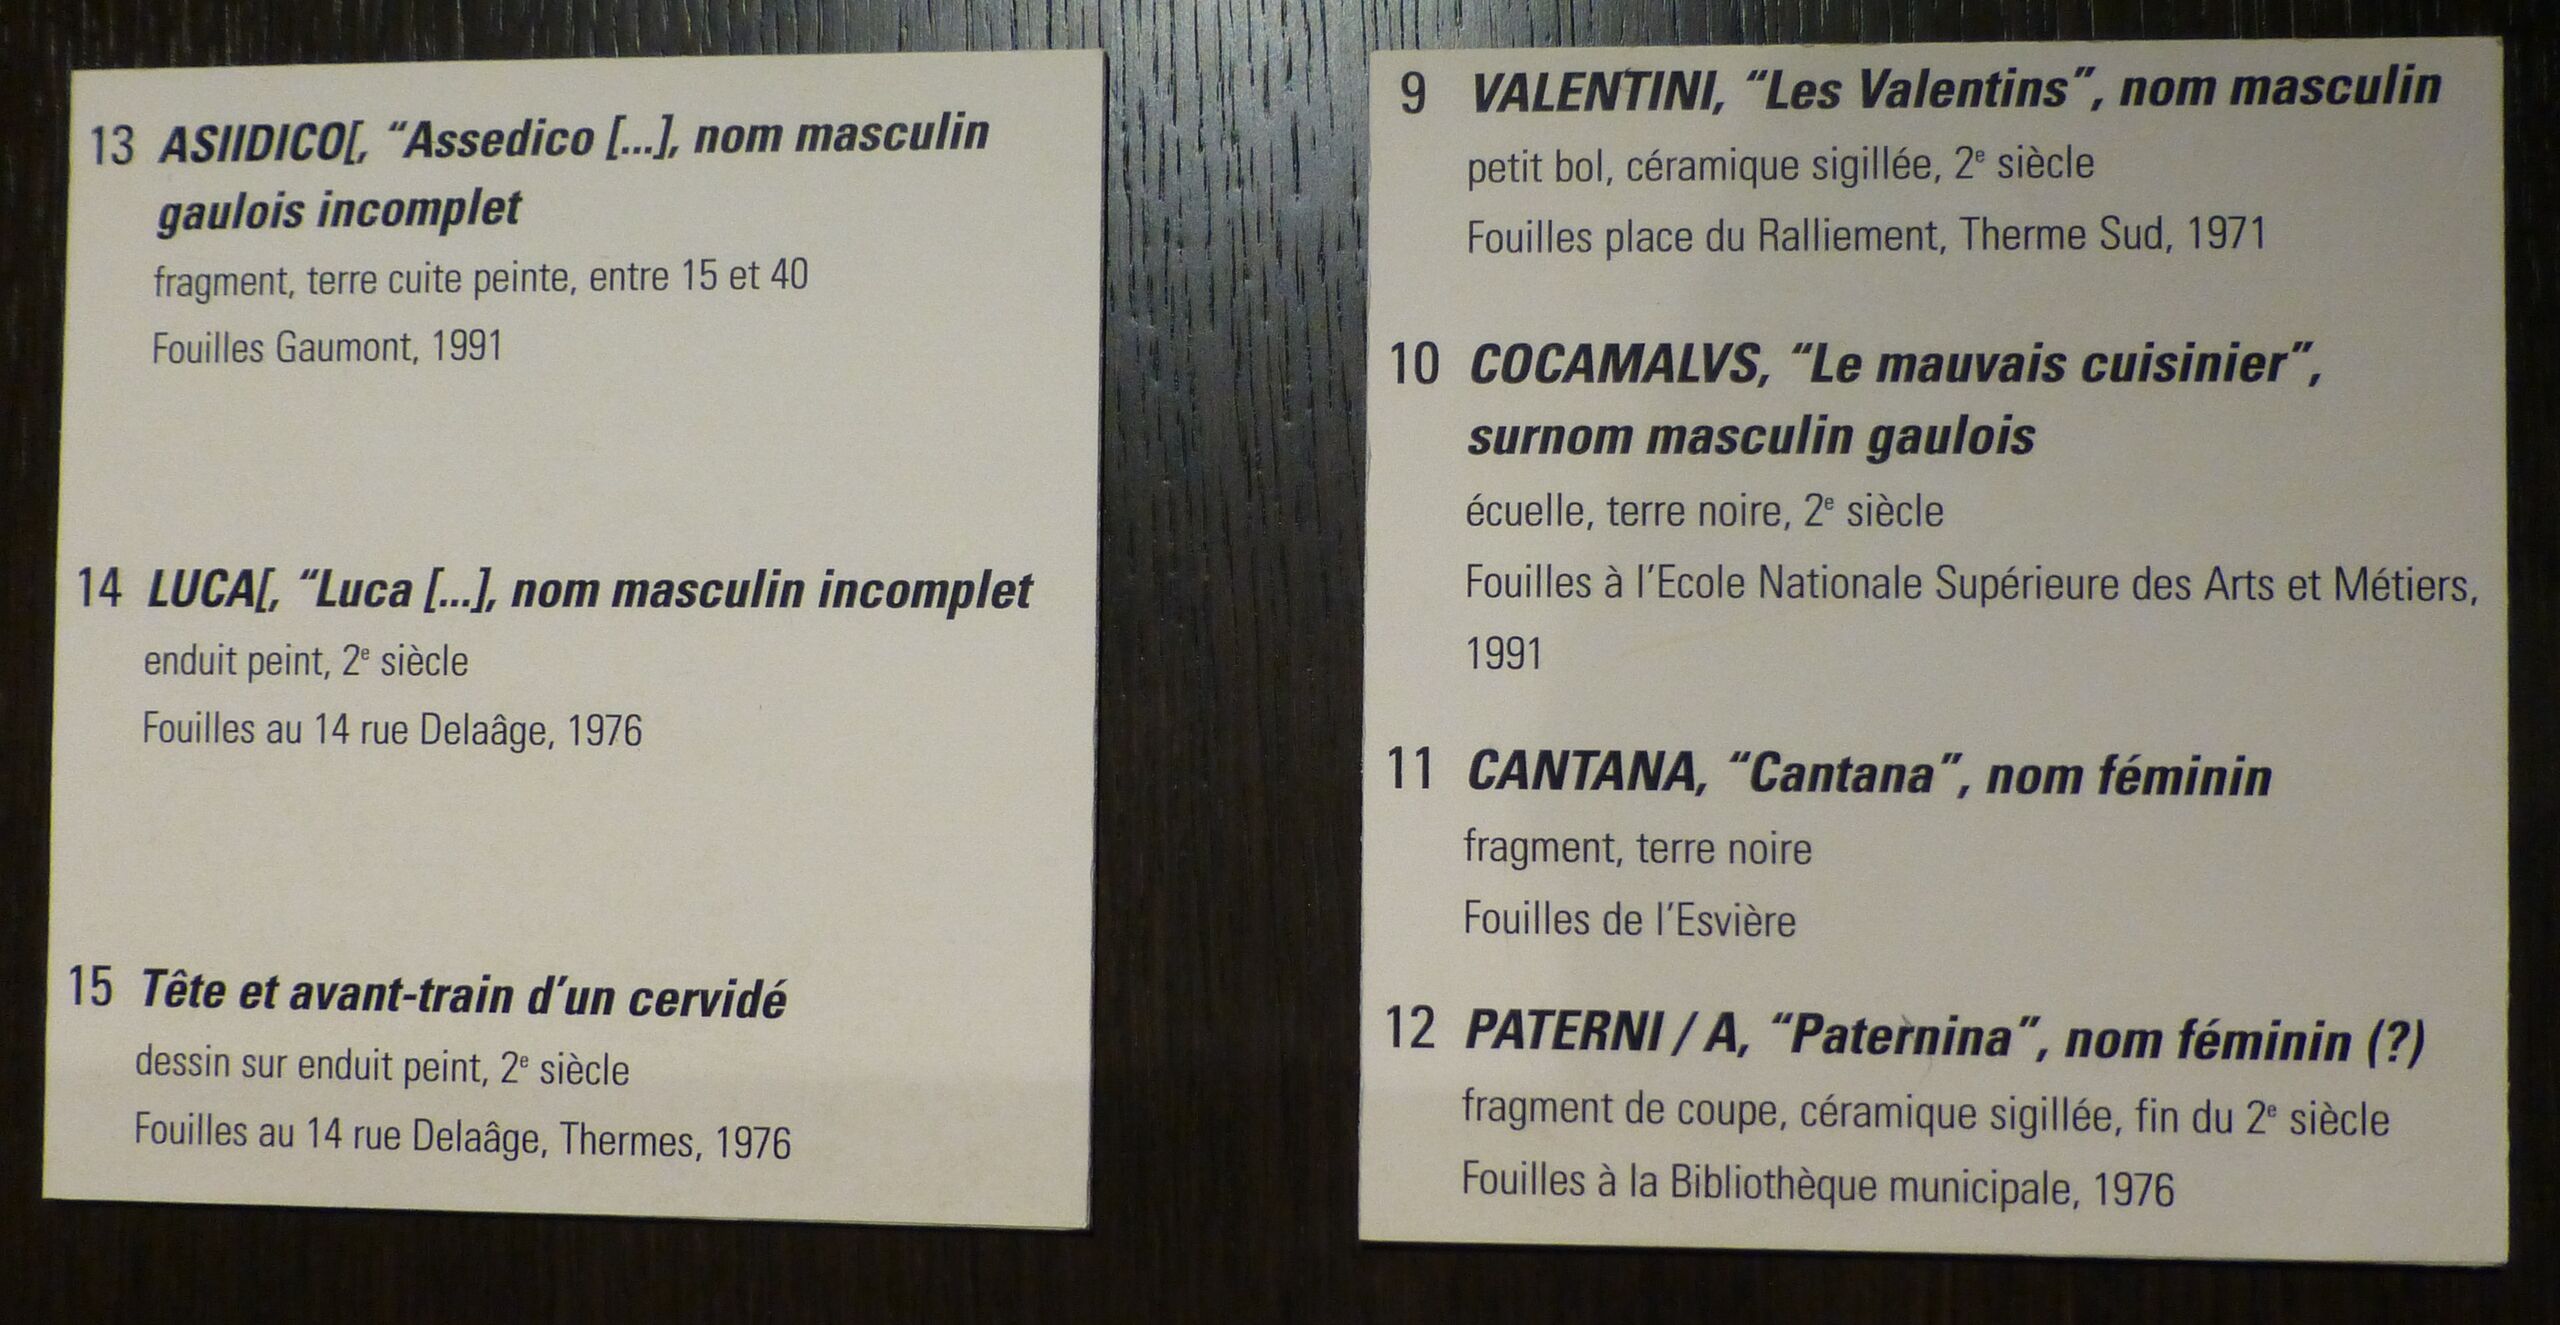 13 ASIIDICO[, “Assedico [...], nom masculin
gaulois incomplet
fragment, terre cuite peinte, entre 15 et 40
Fouilles Gaumont, 1991
14 LUCA[, “Luca [...], nom masculin incomplet
enduit peint, 2e siècle
Fouilles au 14 rue Delaâge, 1976
15 Tête et avant-train d’un cervidé
dessin sur enduit peint, 2e siècle
Fouilles au 14 rue Delaâge, Thermes, 1976
9 VALENTINI, “Les Valentins”, nom masculin
petit bol, céramique sigillée, 2e siècle
Fouilles place du Ralliement, Therme Sud, 1971
10 COCAMALVS, “Le mauvais cuisinier”,
surnom masculin gaulois
écuelle, terre noire, 2e siècle
Fouilles à l’Ecole Nationale Supérieure des Arts et Métiers,
1991
11 CANTANA, “Cantana”, nom féminin
fragment, terre noire
Fouilles de l’Esvière
12 PATERNI / A, “Paternina”, nom féminin (?)
fragment de coupe, céramique sigillée, fin du 2e siècle
Fouilles à la Bibliothèque municipale, 1976